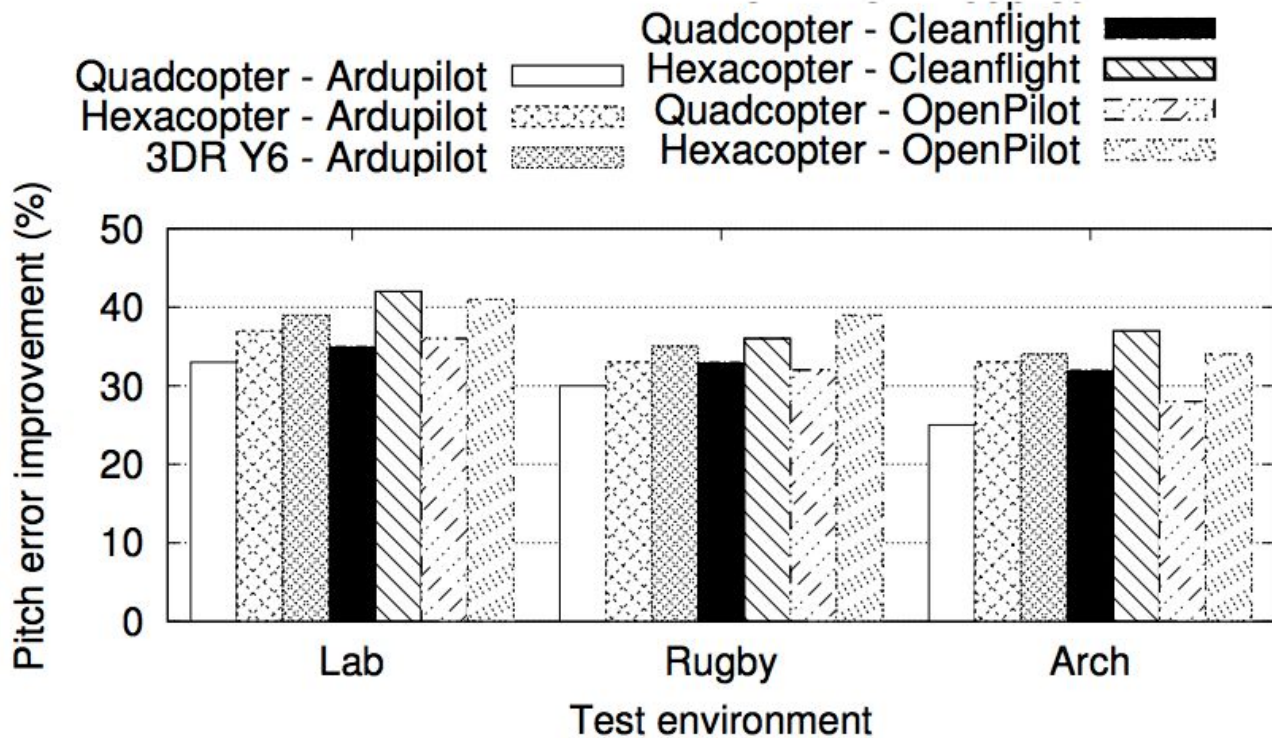 Quadcopter - Cleanflight
Quadcopter - Ardupilot
Hexacopter - Cleanflight
Hexacopter - Ardupilot
Quadcopter - OpenPilot
3DR Y6 - Ardupilot
Hexacopter - OpenPilot
Pitch error improvement (%)
50
40
30
20
10
0
Lab
Rugby
Arch
Test environment